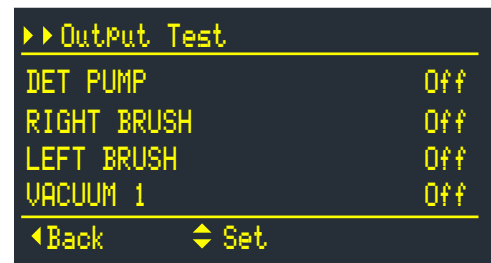 Output Test
DET PUMP Off
RIGHT BRUSH Off
LEFT BRUSH Off
VACUUM 1 Off
Back Set